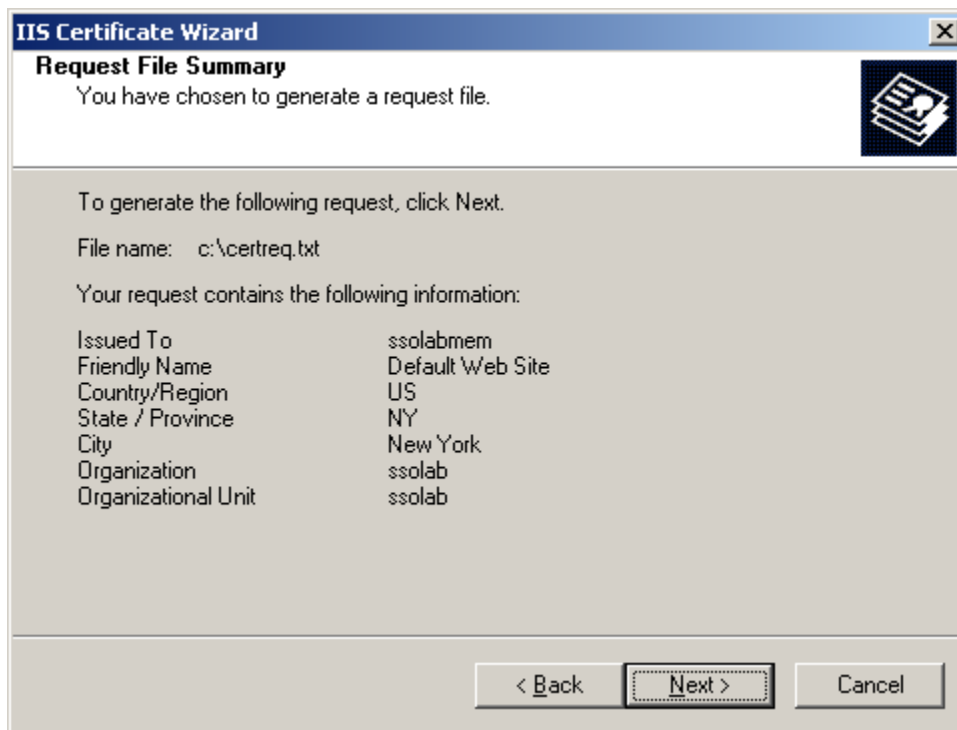 IIS Certificate Wizard
Request File Summary
You have chosen to generate a request file.
To generate the following request, click Next.
File name: c:\certreq.txt
Your request contains the following information:
Issued To ssolabmem
Friendly Name Default Web Site
Country/Region US
State / Province NY
City New York
Organization ssolab
Organizational Unit ssolab
< Back Next > Cancel